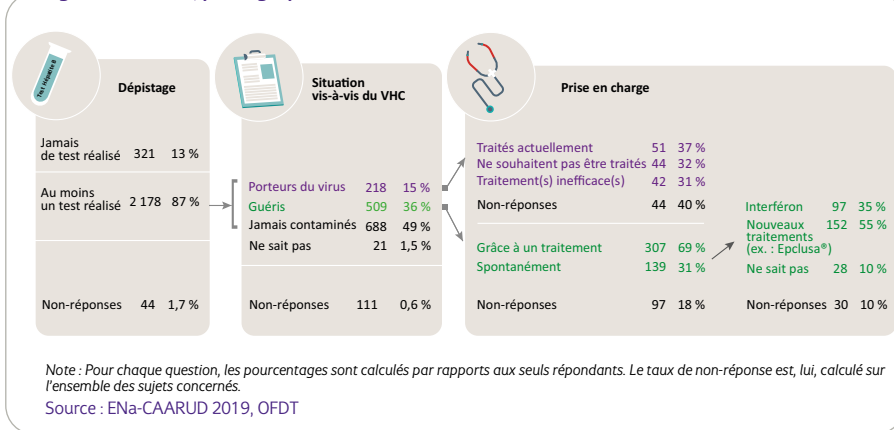 Test Hépatite B
Dépistage
Jamais
de test réalisé 321 13 %
Au moins
un test réalisé 2 178 87 %
Non-réponses 44 1,7 %
Situation
vis-à-vis du VHC
Porteurs du virus 218 15 %
Guéris 509 36 %
Jamais contaminés 688 49 %
Ne sait pas 21 1,5 %
Non-réponses 111 0,6 %
Prise en charge
Traités actuellement 51 37 %
Ne souhaitent pas être traités 44 32 %
Traitement(s) inefficace(s) 42 31 %
Non-réponses 44 40 %
Grâce à un traitement 307 69 %
Spontanément 139 31 %
Non-réponses 97 18 %
Interféron 97 35 %
Nouveaux 152 55 %
traitements
(ex. : Epclusa®)
Ne sait pas 28 10 %
Non-réponses 30 10 %
Note : Pour chaque question, les pourcentages sont calculés par rapports aux seuls répondants. Le taux de non-réponse est, lui, calculé sur
l'ensemble des sujets concernés.
Source : ENa-CAARUD 2019, OFDT